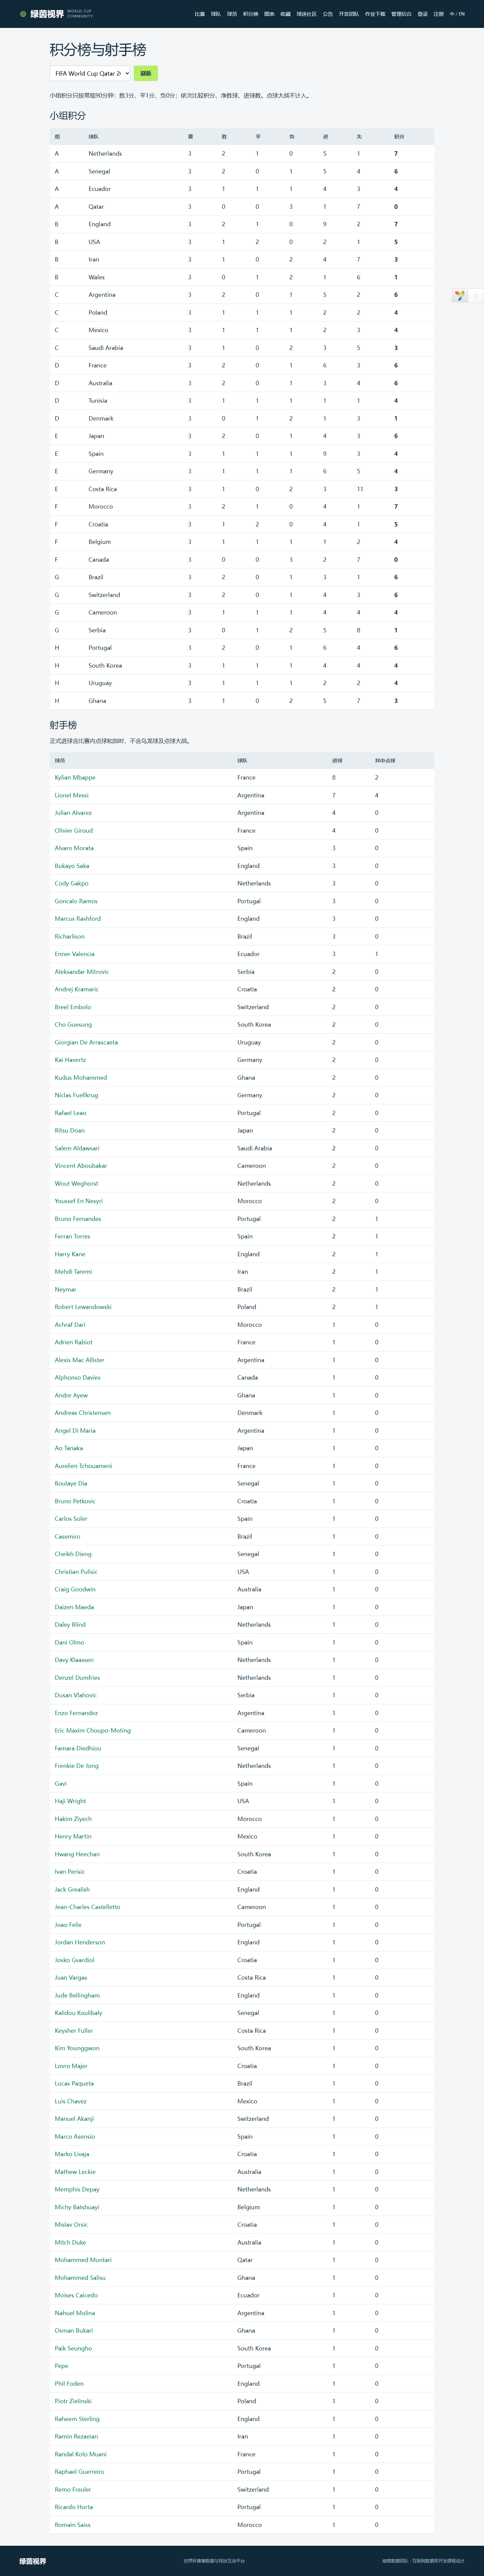 绿茵视界 WORLD CUP COMMUNITY 比赛 球队 球员 积分榜 图表 收藏 球迷社区 公告 开发团队 作业下载 管理后台 登录 注册 中 / EN
积分榜与射手榜
FIFA World Cup Qatar 2 刷新
小组积分只按常规90分钟：胜3分、平1分、负0分；依次比较积分、净胜球、进球数。点球大战不计入。
小组积分
组 球队 赛 胜 平 负 进 失 积分
A Netherlands 3 2 1 0 5 1 7
A Senegal 3 2 0 1 5 4 6
A Ecuador 3 1 1 1 4 3 4
A Qatar 3 0 0 3 1 7 0
B England 3 2 1 0 9 2 7
B USA 3 1 2 0 2 1 5
B Iran 3 1 0 2 4 7 3
B Wales 3 0 1 2 1 6 1
C Argentina 3 2 0 1 5 2 6
C Poland 3 1 1 1 2 2 4
C Mexico 3 1 1 1 2 3 4
C Saudi Arabia 3 1 0 2 3 5 3
D France 3 2 0 1 6 3 6
D Australia 3 2 0 1 3 4 6
D Tunisia 3 1 1 1 1 1 4
D Denmark 3 0 1 2 1 3 1
E Japan 3 2 0 1 4 3 6
E Spain 3 1 1 1 9 3 4
E Germany 3 1 1 1 6 5 4
E Costa Rica 3 1 0 2 3 11 3
F Morocco 3 2 1 0 4 1 7
F Croatia 3 1 2 0 4 1 5
F Belgium 3 1 1 1 1 2 4
F Canada 3 0 0 3 2 7 0
G Brazil 3 2 0 1 3 1 6
G Switzerland 3 2 0 1 4 3 6
G Cameroon 3 1 1 1 4 4 4
G Serbia 3 0 1 2 5 8 1
H Portugal 3 2 0 1 6 4 6
H South Korea 3 1 1 1 4 4 4
H Uruguay 3 1 1 1 2 2 4
H Ghana 3 1 0 2 5 7 3
射手榜
正式进球含比赛内点球和加时，不含乌龙球及点球大战。
球员 球队 进球 其中点球
Kylian Mbappe France 8 2
Lionel Messi Argentina 7 4
Julian Alvarez Argentina 4 0
Olivier Giroud France 4 0
Alvaro Morata Spain 3 0
Bukayo Saka England 3 0
Cody Gakpo Netherlands 3 0
Goncalo Ramos Portugal 3 0
Marcus Rashford England 3 0
Richarlison Brazil 3 0
Enner Valencia Ecuador 3 1
Aleksandar Mitrovic Serbia 2 0
Andrej Kramaric Croatia 2 0
Breel Embolo Switzerland 2 0
Cho Guesung South Korea 2 0
Giorgian De Arrascaeta Uruguay 2 0
Kai Havertz Germany 2 0
Kudus Mohammed Ghana 2 0
Niclas Fuellkrug Germany 2 0
Rafael Leao Portugal 2 0
Ritsu Doan Japan 2 0
Salem Aldawsari Saudi Arabia 2 0
Vincent Aboubakar Cameroon 2 0
Wout Weghorst Netherlands 2 0
Youssef En Nesyri Morocco 2 0
Bruno Fernandes Portugal 2 1
Ferran Torres Spain 2 1
Harry Kane England 2 1
Mehdi Taremi Iran 2 1
Neymar Brazil 2 1
Robert Lewandowski Poland 2 1
Achraf Dari Morocco 1 0
Adrien Rabiot France 1 0
Alexis Mac Allister Argentina 1 0
Alphonso Davies Canada 1 0
Andre Ayew Ghana 1 0
Andreas Christensen Denmark 1 0
Angel Di Maria Argentina 1 0
Ao Tanaka Japan 1 0
Aurelien Tchouameni France 1 0
Boulaye Dia Senegal 1 0
Bruno Petkovic Croatia 1 0
Carlos Soler Spain 1 0
Casemiro Brazil 1 0
Cheikh Dieng Senegal 1 0
Christian Pulisic USA 1 0
Craig Goodwin Australia 1 0
Daizen Maeda Japan 1 0
Daley Blind Netherlands 1 0
Dani Olmo Spain 1 0
Davy Klaassen Netherlands 1 0
Denzel Dumfries Netherlands 1 0
Dusan Vlahovic Serbia 1 0
Enzo Fernandez Argentina 1 0
Eric Maxim Choupo-Moting Cameroon 1 0
Famara Diedhiou Senegal 1 0
Frenkie De Jong Netherlands 1 0
Gavi Spain 1 0
Haji Wright USA 1 0
Hakim Ziyech Morocco 1 0
Henry Martin Mexico 1 0
Hwang Heechan South Korea 1 0
Ivan Perisic Croatia 1 0
Jack Grealish England 1 0
Jean-Charles Castelletto Cameroon 1 0
Joao Felix Portugal 1 0
Jordan Henderson England 1 0
Josko Gvardiol Croatia 1 0
Juan Vargas Costa Rica 1 0
Jude Bellingham England 1 0
Kalidou Koulibaly Senegal 1 0
Keysher Fuller Costa Rica 1 0
Kim Younggwon South Korea 1 0
Lovro Majer Croatia 1 0
Lucas Paqueta Brazil 1 0
Luis Chavez Mexico 1 0
Manuel Akanji Switzerland 1 0
Marco Asensio Spain 1 0
Marko Livaja Croatia 1 0
Mathew Leckie Australia 1 0
Memphis Depay Netherlands 1 0
Michy Batshuayi Belgium 1 0
Mislav Orsic Croatia 1 0
Mitch Duke Australia 1 0
Mohammed Muntari Qatar 1 0
Mohammed Salisu Ghana 1 0
Moises Caicedo Ecuador 1 0
Nahuel Molina Argentina 1 0
Osman Bukari Ghana 1 0
Paik Seungho South Korea 1 0
Pepe Portugal 1 0
Phil Foden England 1 0
Piotr Zielinski Poland 1 0
Raheem Sterling England 1 0
Ramin Rezaeian Iran 1 0
Randal Kolo Muani France 1 0
Raphael Guerreiro Portugal 1 0
Remo Freuler Switzerland 1 0
Ricardo Horta Portugal 1 0
Romain Saiss Morocco 1 0
绿茵视界 世界杯赛事数据与球迷互动平台 绿茵数据团队 · 互联网数据库开发课程设计